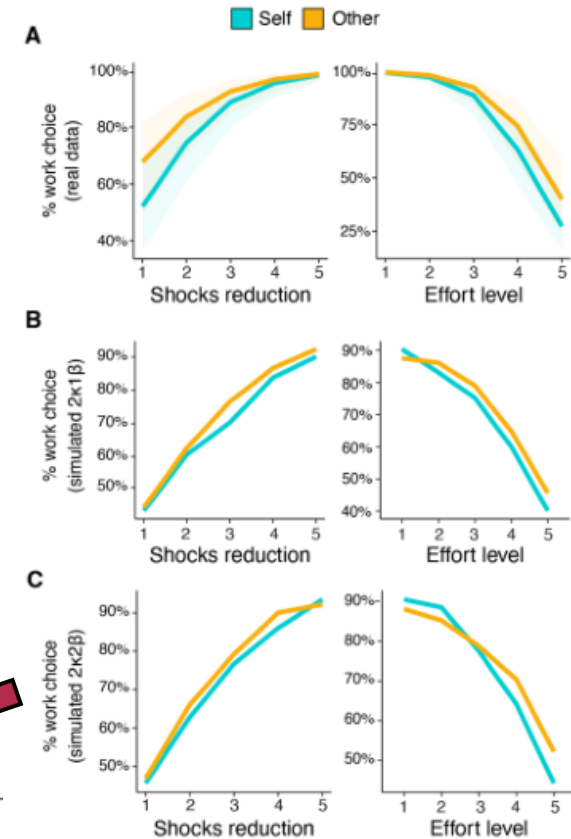 Self Other
A
% work choice
(real data)
100%
80%
60%
40%
1 2 3 4 5
Shocks reduction
100%
75%
50%
25%
1 2 3 4 5
Effort level
B
% work choice
(simulated 2κ1β)
90%
80%
70%
60%
50%
1 2 3 4 5
Shocks reduction
90%
80%
70%
60%
50%
40%
1 2 3 4 5
Effort level
C
% work choice
(simulated 2κ2β)
90%
80%
70%
60%
50%
1 2 3 4 5
Shocks reduction
90%
80%
70%
60%
50%
1 2 3 4 5
Effort level